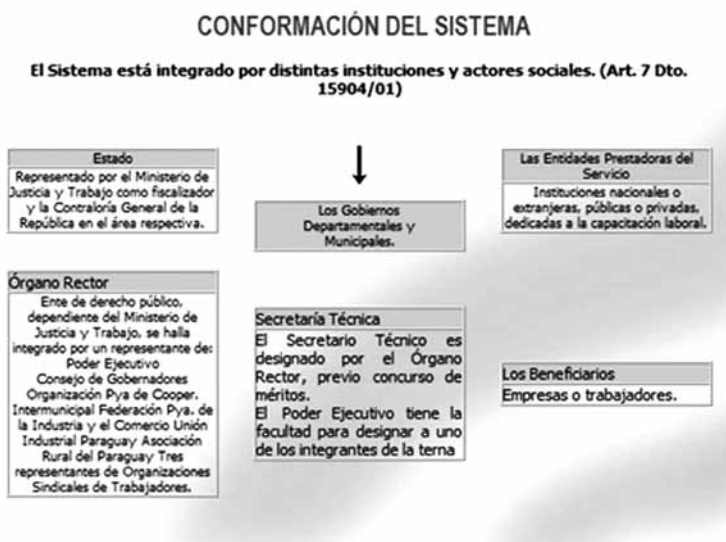 CONFORMACIÓN DEL SISTEMA
El Sistema está integrado por distintas instituciones y actores sociales. (Art. 7 Dto.
15904/01)
Estado
Representado por el Ministerio de
Justicia y Trabajo como fiscalizador
y la Contraloría General de la
República en el área respectiva.
Los Gobiernos
Departamentales y
Municipales.
Las Entidades Prestadoras del
Servicio
Instituciones nacionales o
extranjeras, públicas o privadas,
dedicadas a la capacitación laboral.
Órgano Rector
Ente de derecho público,
dependiente del Ministerio de
Justicia y Trabajo, se halla
integrado por un representante de:
Poder Ejecutivo
Consejo de Gobernadores
Organización Pya de Cooper.
Intermunicipal Federación Pya. de
la Industria y el Comercio Unión
Industrial Paraguay Asociación
Rural del Paraguay Tres
representantes de Organizaciones
Sindicales de Trabajadores.
Secretaría Técnica
El Secretario Técnico es
designado por el Órgano
Rector, previo concurso de
méritos.
El Poder Ejecutivo tiene la
facultad para designar a uno
de los integrantes de la terna
Los Beneficiarios
Empresas o trabajadores.